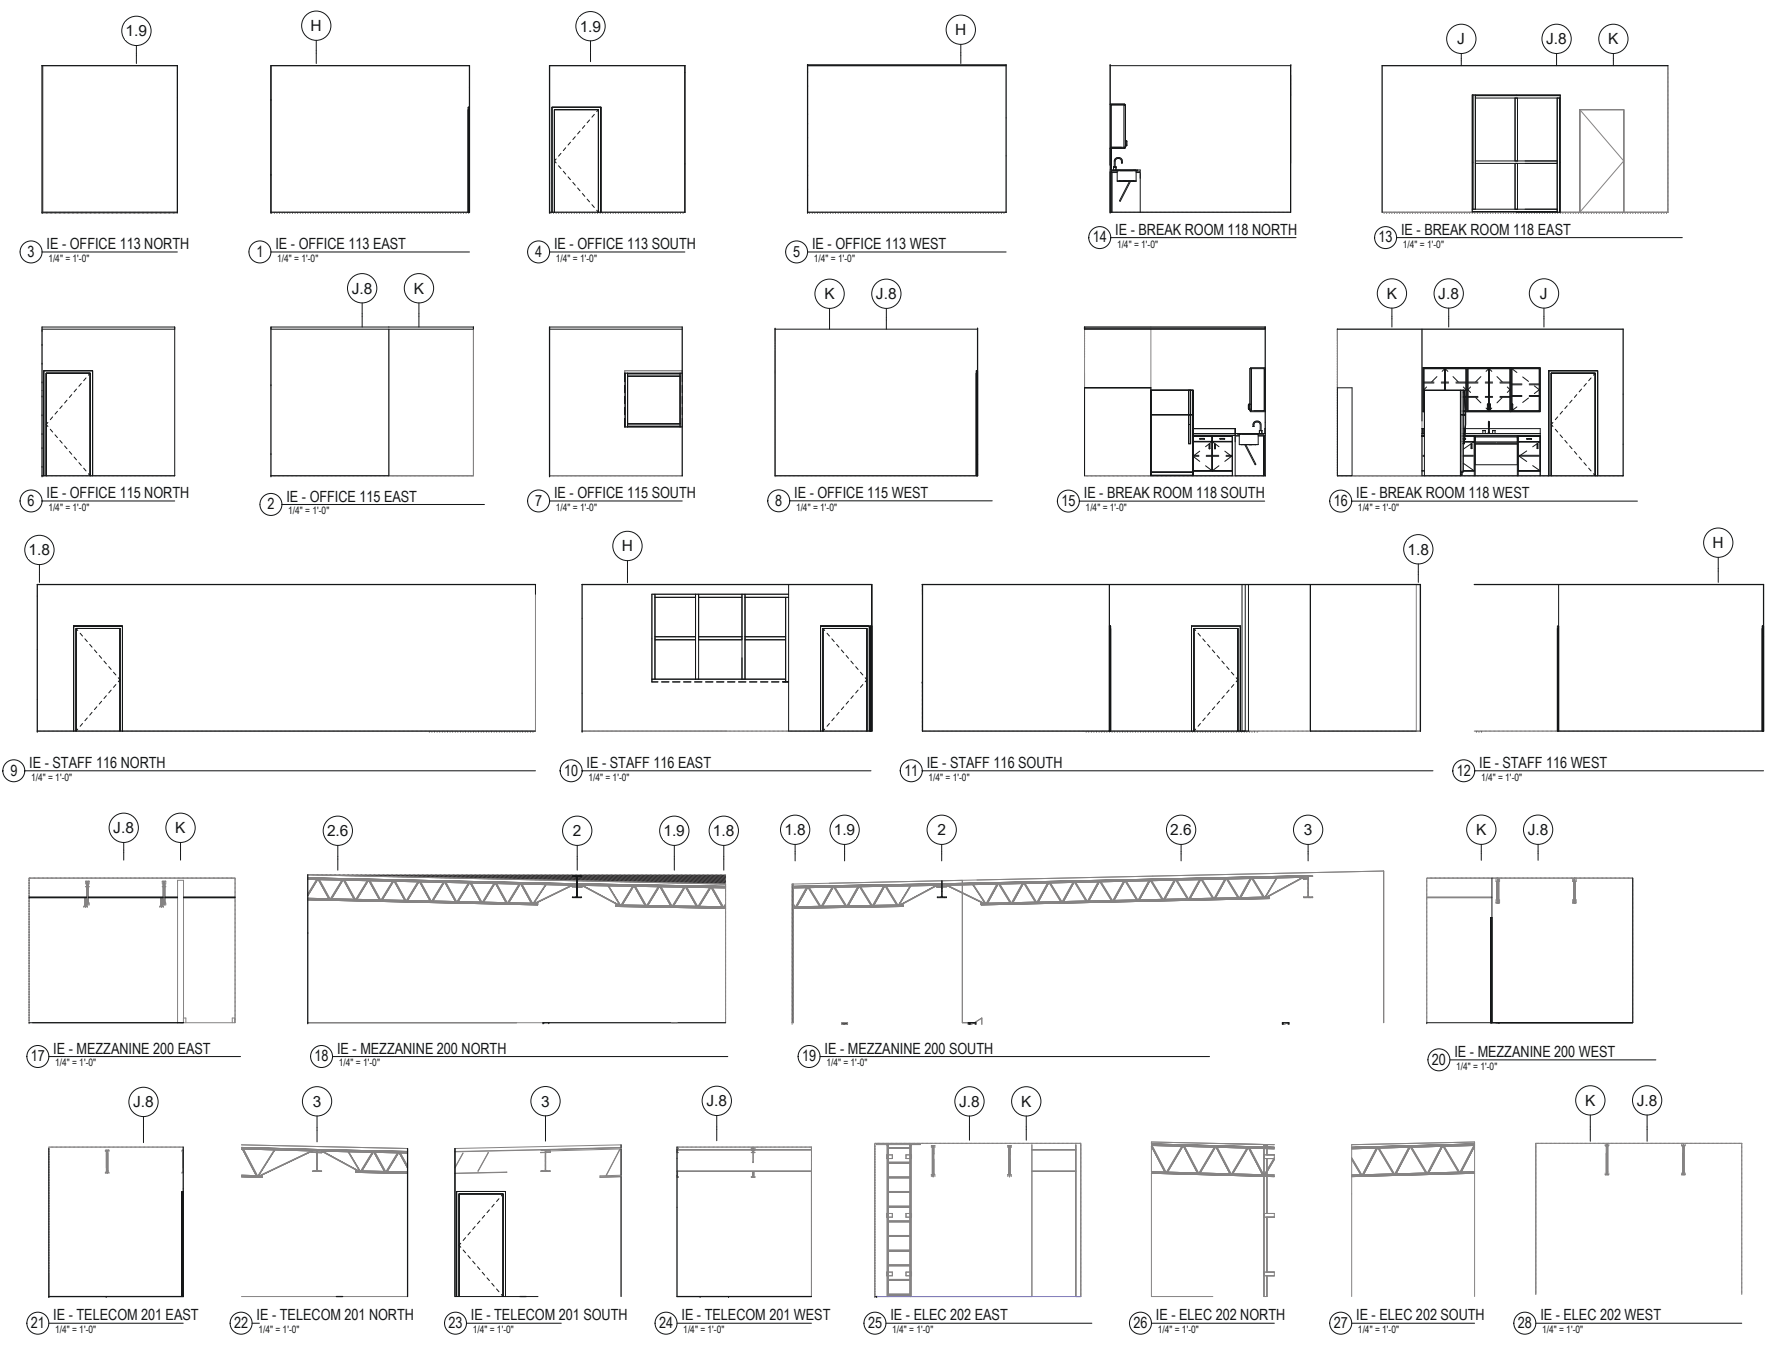 1.9
H
1.9
H
J
J.8
K
3 IE - OFFICE 113 NORTH
1/4" = 1'-0"
1 IE - OFFICE 113 EAST
1/4" = 1'-0"
4 IE - OFFICE 113 SOUTH
1/4" = 1'-0"
5 IE - OFFICE 113 WEST
1/4" = 1'-0"
14 IE - BREAK ROOM 118 NORTH
1/4" = 1'-0"
13 IE - BREAK ROOM 118 EAST
1/4" = 1'-0"
J.8
K
K
J.8
K
J.8
J
6 IE - OFFICE 115 NORTH
1/4" = 1'-0"
2 IE - OFFICE 115 EAST
1/4" = 1'-0"
7 IE - OFFICE 115 SOUTH
1/4" = 1'-0"
8 IE - OFFICE 115 WEST
1/4" = 1'-0"
15 IE - BREAK ROOM 118 SOUTH
1/4" = 1'-0"
16 IE - BREAK ROOM 118 WEST
1/4" = 1'-0"
1.8
H
1.8
H
9 IE - STAFF 116 NORTH
1/4" = 1'-0"
10 IE - STAFF 116 EAST
1/4" = 1'-0"
11 IE - STAFF 116 SOUTH
1/4" = 1'-0"
12 IE - STAFF 116 WEST
1/4" = 1'-0"
J.8
K
2.6
2
1.9
1.8
1.8
1.9
2
2.6
3
K
J.8
17 IE - MEZZANINE 200 EAST
1/4" = 1'-0"
18 IE - MEZZANINE 200 NORTH
1/4" = 1'-0"
19 IE - MEZZANINE 200 SOUTH
1/4" = 1'-0"
20 IE - MEZZANINE 200 WEST
1/4" = 1'-0"
J.8
3
3
J.8
J.8
K
K
J.8
21 IE - TELECOM 201 EAST
1/4" = 1'-0"
22 IE - TELECOM 201 NORTH
1/4" = 1'-0"
23 IE - TELECOM 201 SOUTH
1/4" = 1'-0"
24 IE - TELECOM 201 WEST
1/4" = 1'-0"
25 IE - ELEC 202 EAST
1/4" = 1'-0"
26 IE - ELEC 202 NORTH
1/4" = 1'-0"
27 IE - ELEC 202 SOUTH
1/4" = 1'-0"
28 IE - ELEC 202 WEST
1/4" = 1'-0"